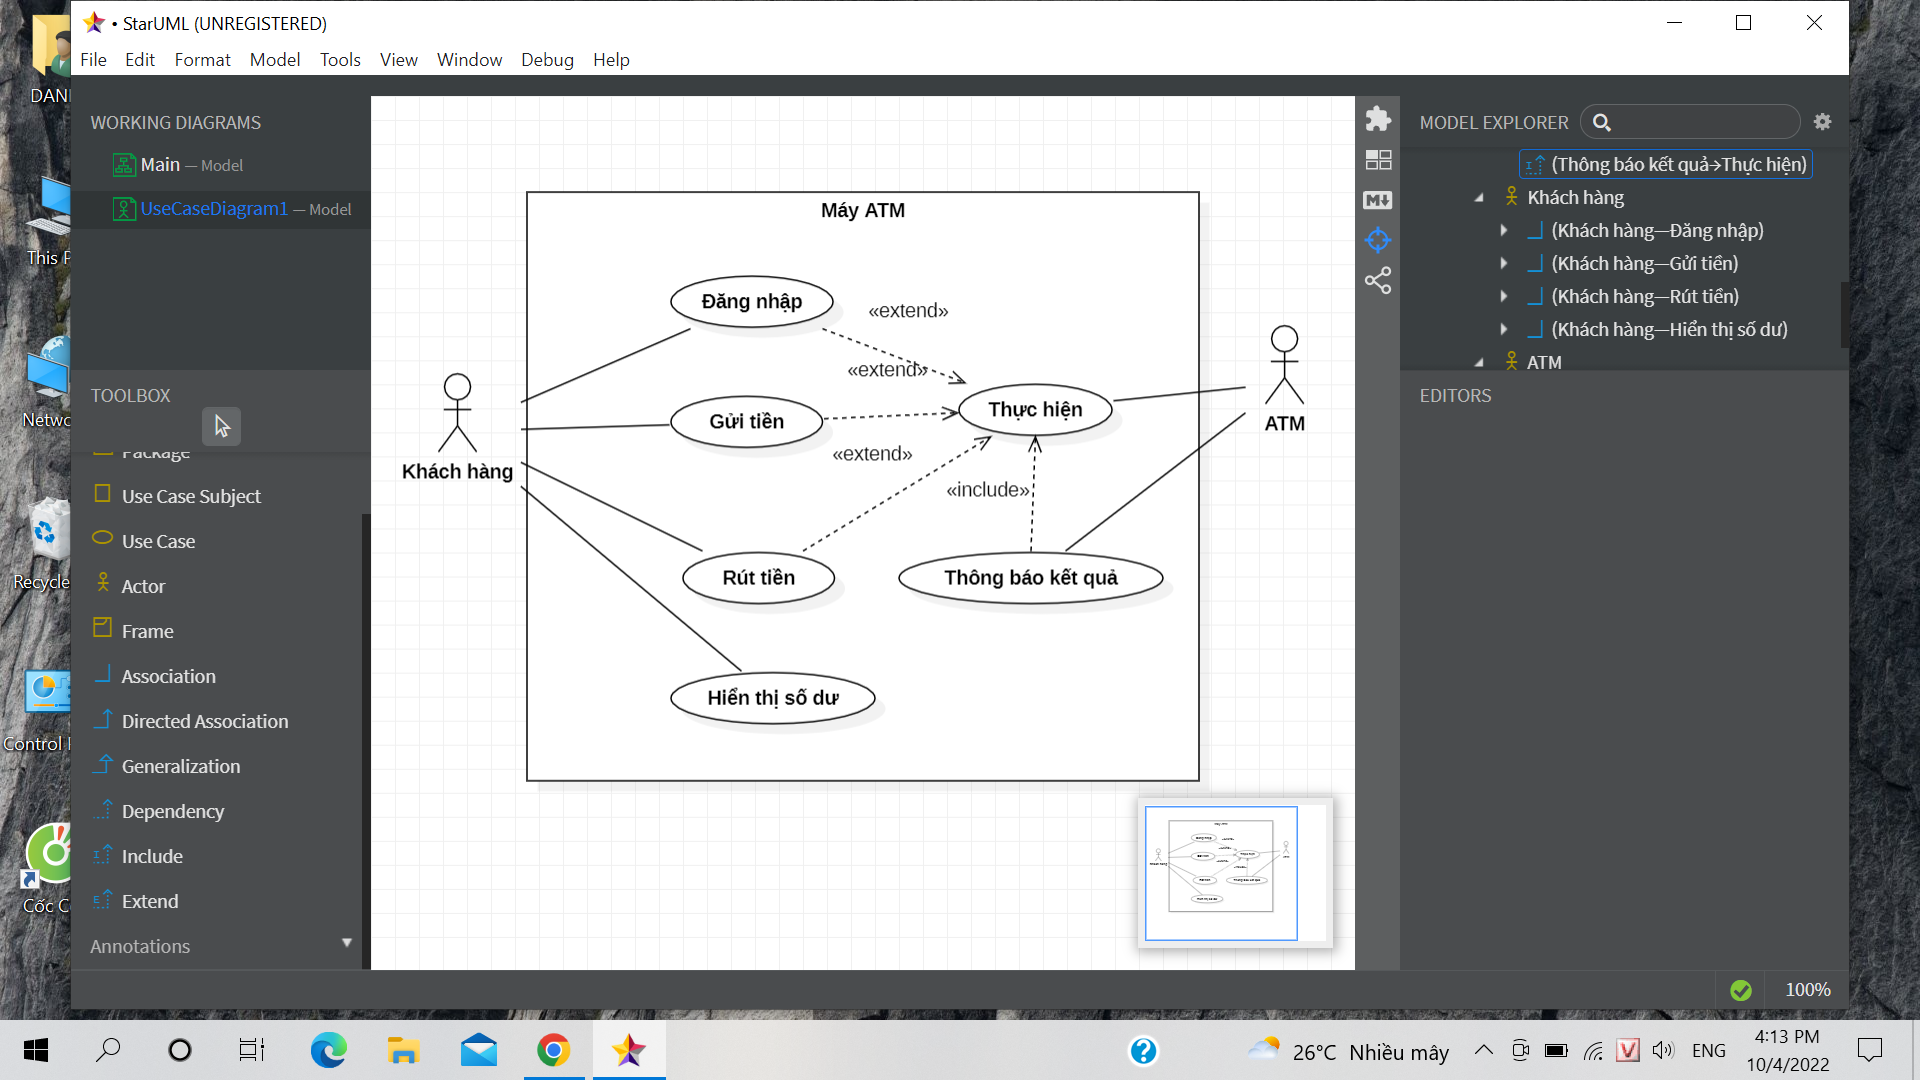 • StarUML (UNREGISTERED)
File Edit Format Model Tools View Window Debug Help
WORKING DIAGRAMS
Main — Model
UseCaseDiagram1 — Model
TOOLBOX
Package
Use Case Subject
Use Case
Actor
Frame
Association
Directed Association
Generalization
Dependency
Include
Extend
Annotations
Máy ATM
Đăng nhập
«extend»
«extend»
Gửi tiền
Thực hiện
ATM
«extend»
Khách hàng
«include»
Rút tiền
Thông báo kết quả
Hiển thị số dư
MODEL EXPLORER
(Thông báo kết quả→Thực hiện)
Khách hàng
(Khách hàng—Đăng nhập)
(Khách hàng—Gửi tiền)
(Khách hàng—Rút tiền)
(Khách hàng—Hiển thị số dư)
ATM
EDITORS
100%
This
Recycle
Control
Cốc
26°C Nhiều mây
ENG
4:13 PM
10/4/2022